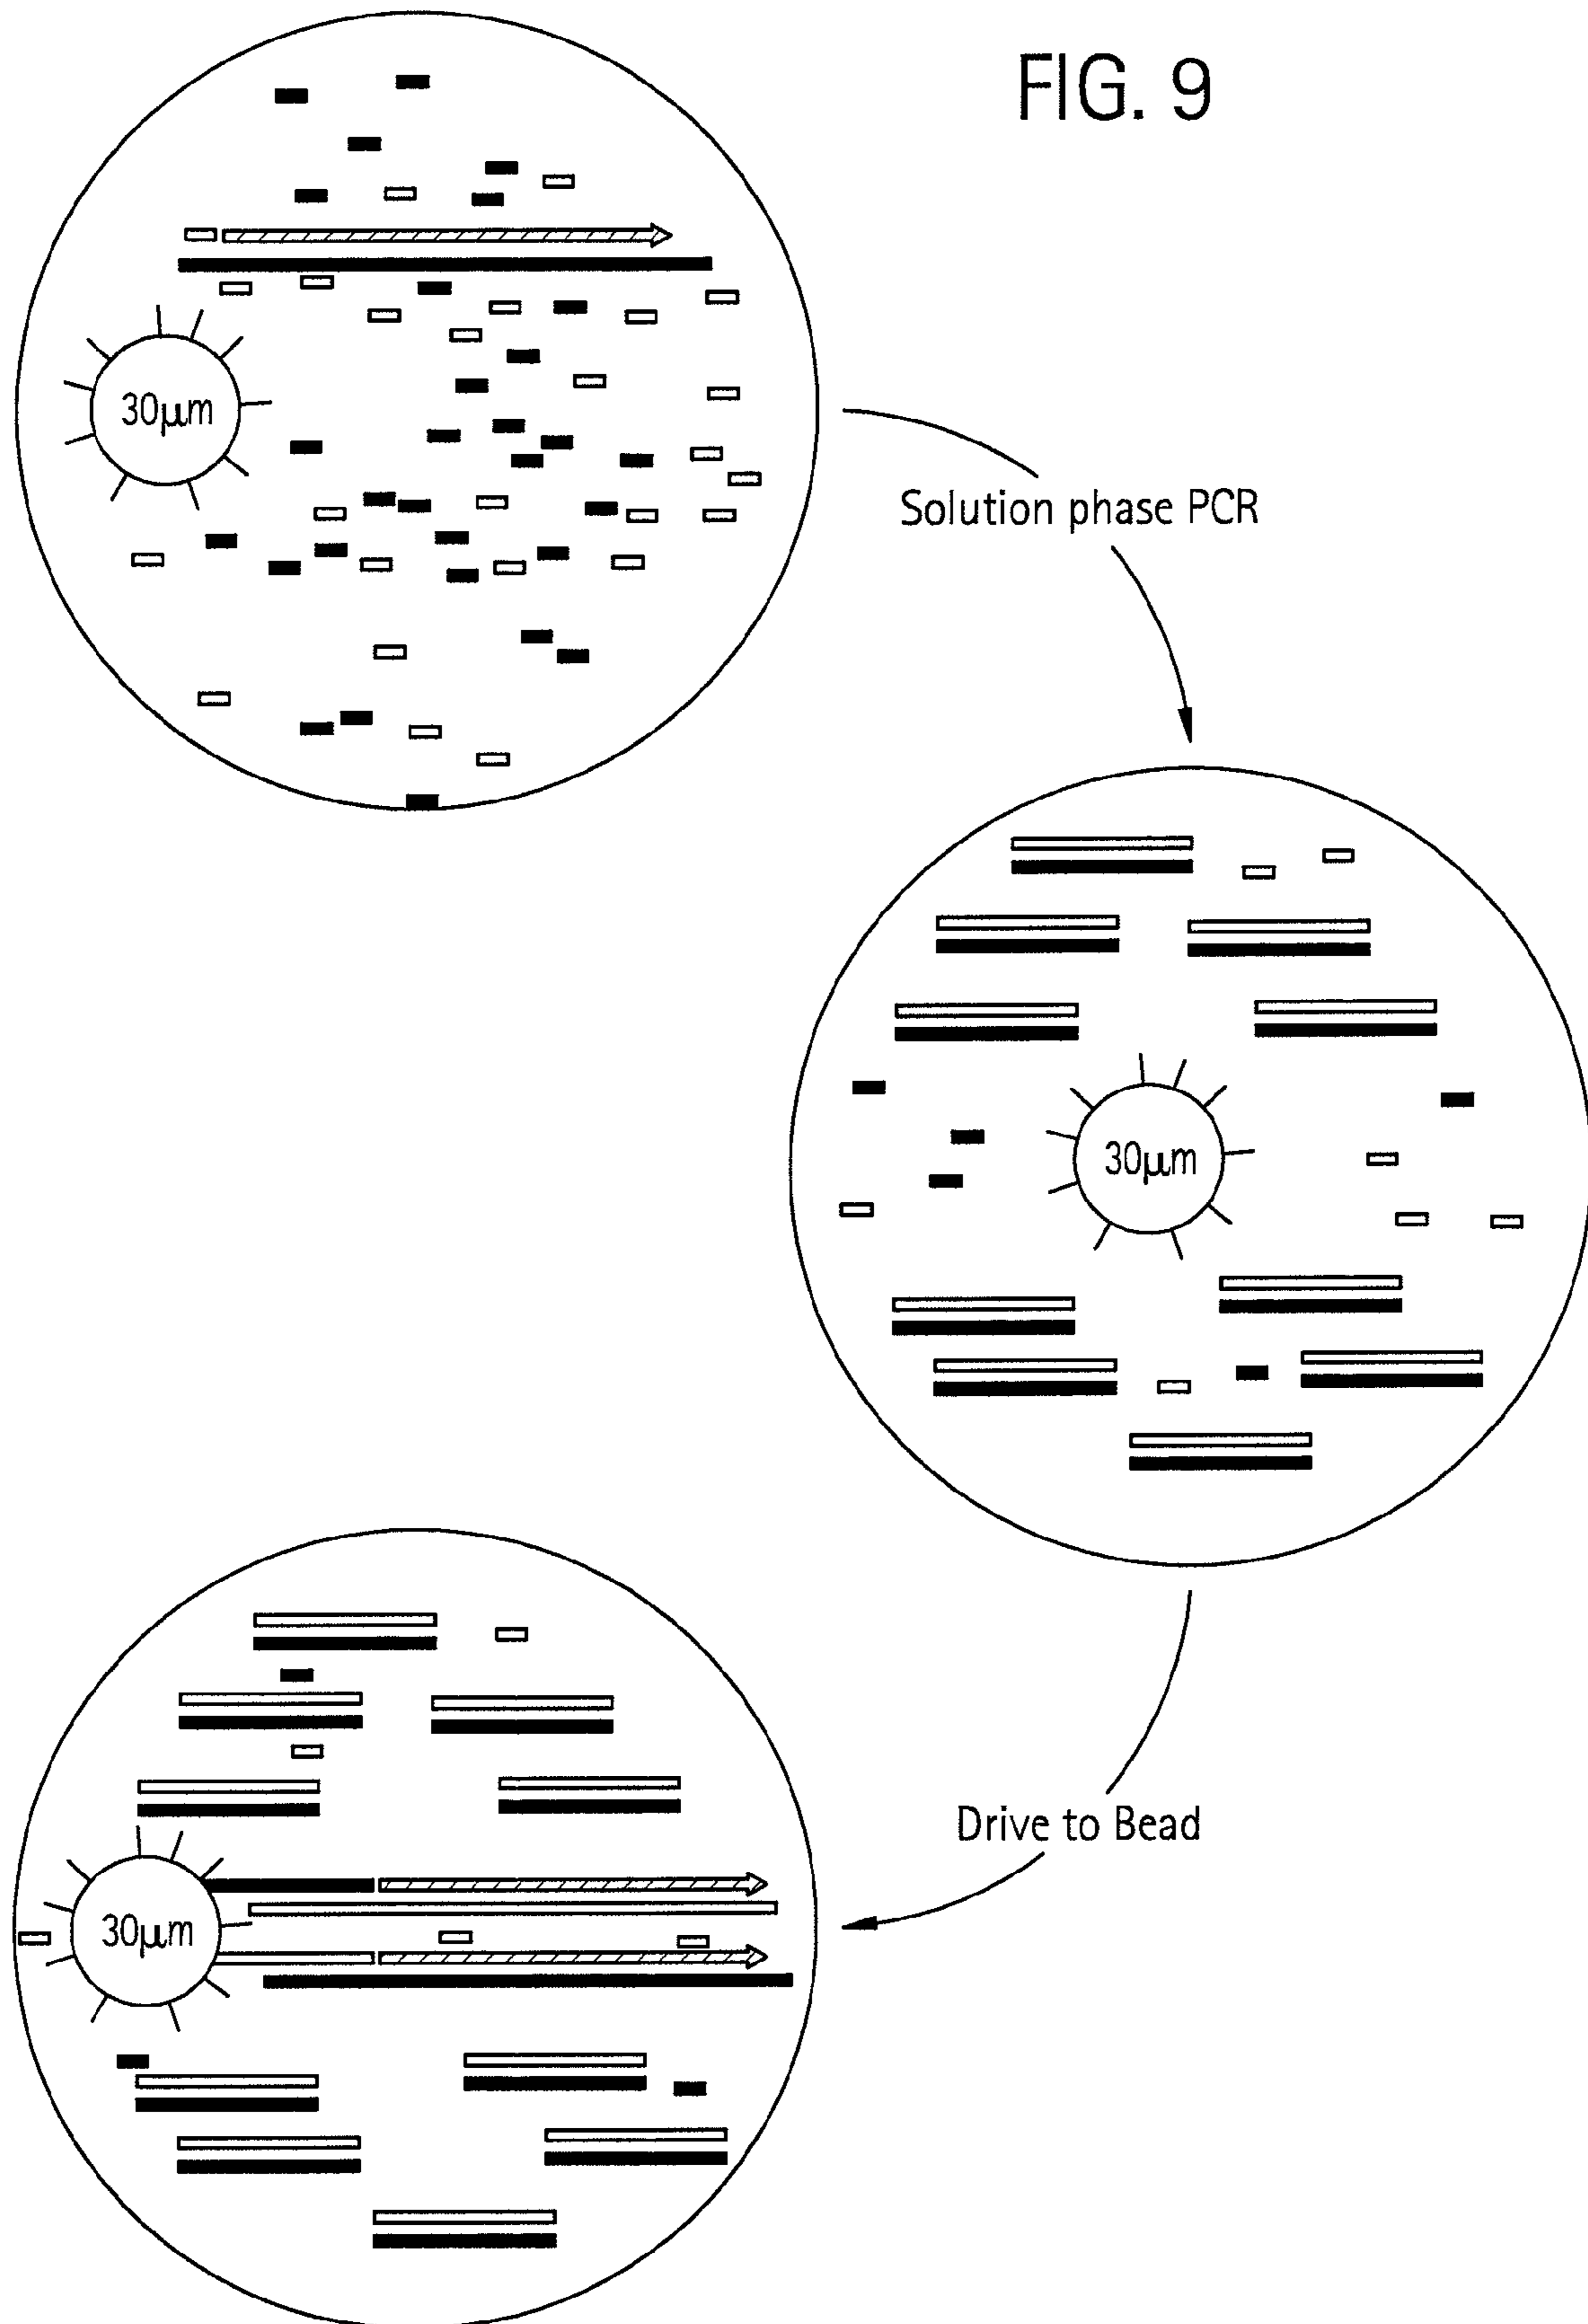 FIG. 9
30μm
Solution phase PCR
30μm
Drive to Bead
30μm